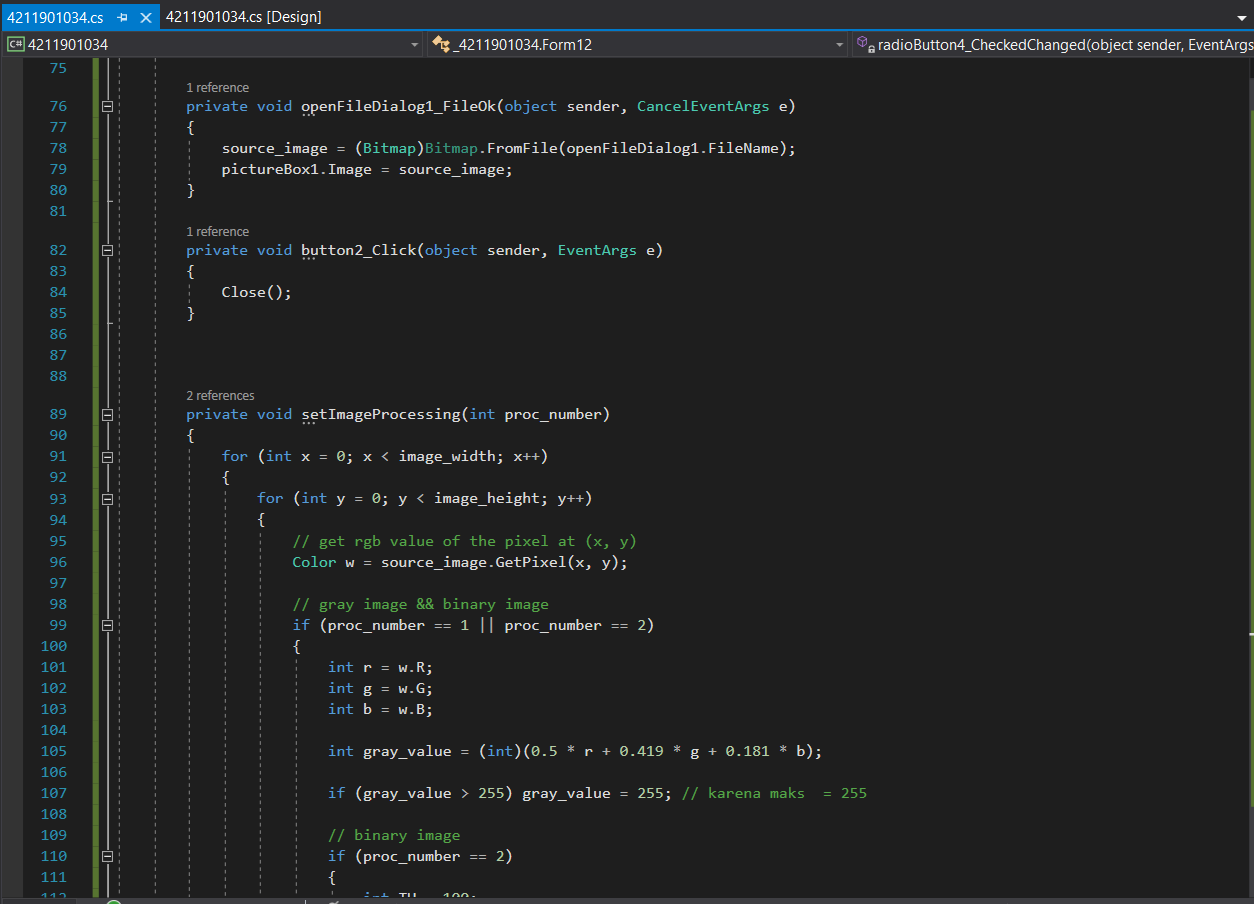 4211901034.cs
4211901034.cs [Design]
C# 4211901034
_4211901034.Form12
radioButton4_CheckedChanged(object sender, EventArgs
75
1 reference
76 private void openFileDialog1_FileOk(object sender, CancelEventArgs e)
77 {
78 source_image = (Bitmap)Bitmap.FromFile(openFileDialog1.FileName);
79 pictureBox1.Image = source_image;
80 }
81
1 reference
82 private void button2_Click(object sender, EventArgs e)
83 {
84 Close();
85 }
86
87
88
2 references
89 private void setImageProcessing(int proc_number)
90 {
91 for (int x = 0; x < image_width; x++)
92 {
93 for (int y = 0; y < image_height; y++)
94 {
95 // get rgb value of the pixel at (x, y)
96 Color w = source_image.GetPixel(x, y);
97
98 // gray image && binary image
99 if (proc_number == 1 || proc_number == 2)
100 {
101 int r = w.R;
102 int g = w.G;
103 int b = w.B;
104
105 int gray_value = (int)(0.5 * r + 0.419 * g + 0.181 * b);
106
107 if (gray_value > 255) gray_value = 255; // karena maks  = 255
108
109 // binary image
110 if (proc_number == 2)
111 {
112 int TH